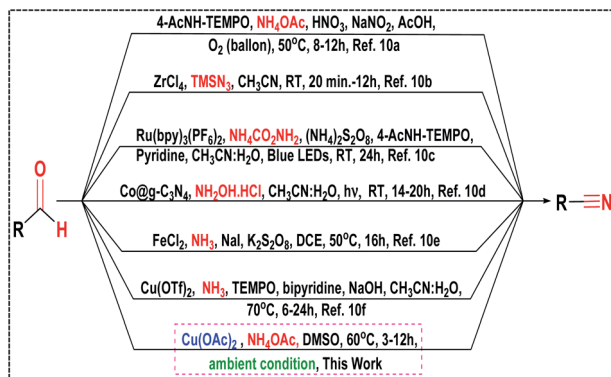 4-AcNH-TEMPO, NH₄OAc, HNO₃, NaNO₂, AcOH,
O₂ (ballon), 50°C, 8-12h, Ref. 10a
ZrCl₄, TMSN₃, CH₃CN, RT, 20 min.-12h, Ref. 10b
Ru(bpy)₃(PF₆)₂, NH₄CO₂NH₂, (NH₄)₂S₂O₈, 4-AcNH-TEMPO,
Pyridine, CH₃CN:H₂O, Blue LEDs, RT, 24h, Ref. 10c
O
R H
Co@g-C₃N₄, NH₂OH.HCl, CH₃CN:H₂O, hν, RT, 14-20h, Ref. 10d
R N
FeCl₂, NH₃, NaI, K₂S₂O₈, DCE, 50°C, 16h, Ref. 10e
Cu(OTf)₂, NH₃, TEMPO, bipyridine, NaOH, CH₃CN:H₂O,
70°C, 6-24h, Ref. 10f
Cu(OAc)₂ , NH₄OAc, DMSO, 60°C, 3-12h,
ambient condition, This Work